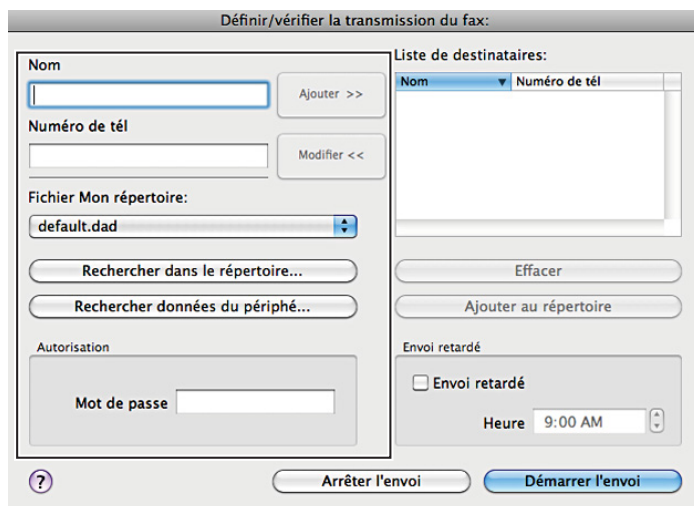 Définir/vérifier la transmission du fax:
Nom
Ajouter >>
Numéro de tél
Modifier <<
Fichier Mon répertoire:
default.dad
Rechercher dans le répertoire...
Rechercher données du périphé...
Autorisation
Mot de passe
Liste de destinataires:
Nom Numéro de tél
Effacer
Ajouter au répertoire
Envoi retardé
Envoi retardé
Heure 9:00 AM
? Arrêter l'envoi Démarrer l'envoi